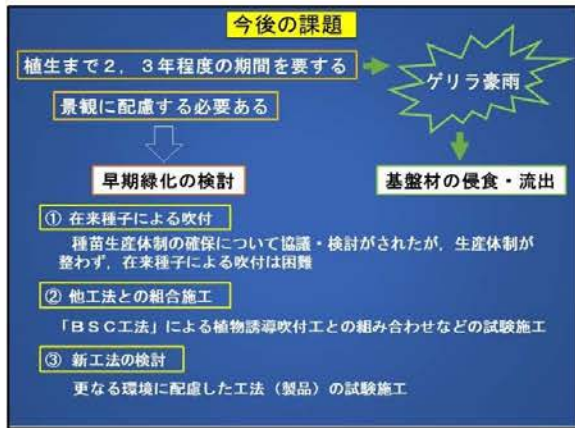 今後の課題
植生まで2，3年程度の期間を要する
ゲリラ豪雨
景観に配慮する必要ある
早期緑化の検討
基盤材の侵食・流出
① 在来種子による吹付
種苗生産体制の確保について協議・検討がされたが，生産体制が
整わず，在来種子による吹付は困難
② 他工法との組合施工
「ＢＳＣ工法」による植物誘導吹付工との組み合わせなどの試験施工
③ 新工法の検討
更なる環境に配慮した工法（製品）の試験施工